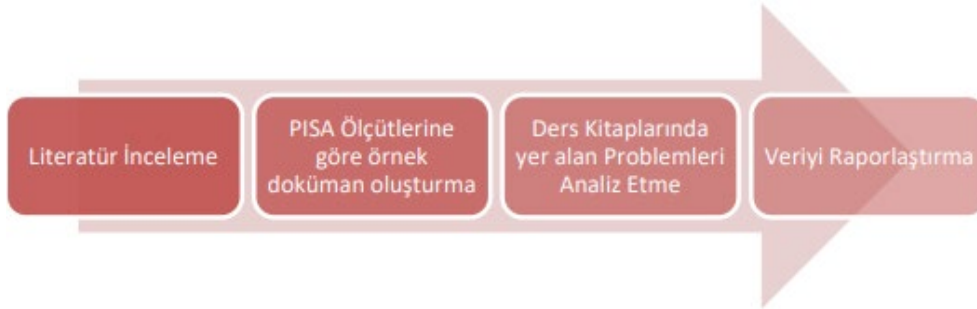 Literatür İnceleme
PISA Ölçütlerine
göre örnek
doküman oluşturma
Ders Kitaplarında
yer alan Problemleri
Analiz Etme
Veriyi Raporlaştırma